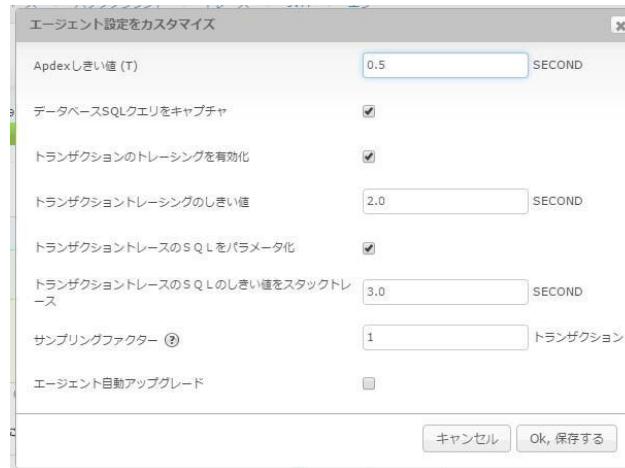 エージェント設定をカスタマイズ
Apdexしきい値 (T)
0.5
SECOND
データベースSQLクエリをキャプチャ
トランザクションのトレーシングを有効化
トランザクショントレーシングのしきい値
2.0
SECOND
トランザクショントレースのＳＱＬをパラメータ化
トランザクショントレースのＳＱＬのしきい値をスタックトレ
ース
3.0
SECOND
サンプリングファクター ?
1
トランザクション
エージェント自動アップグレード
キャンセル
Ok, 保存する